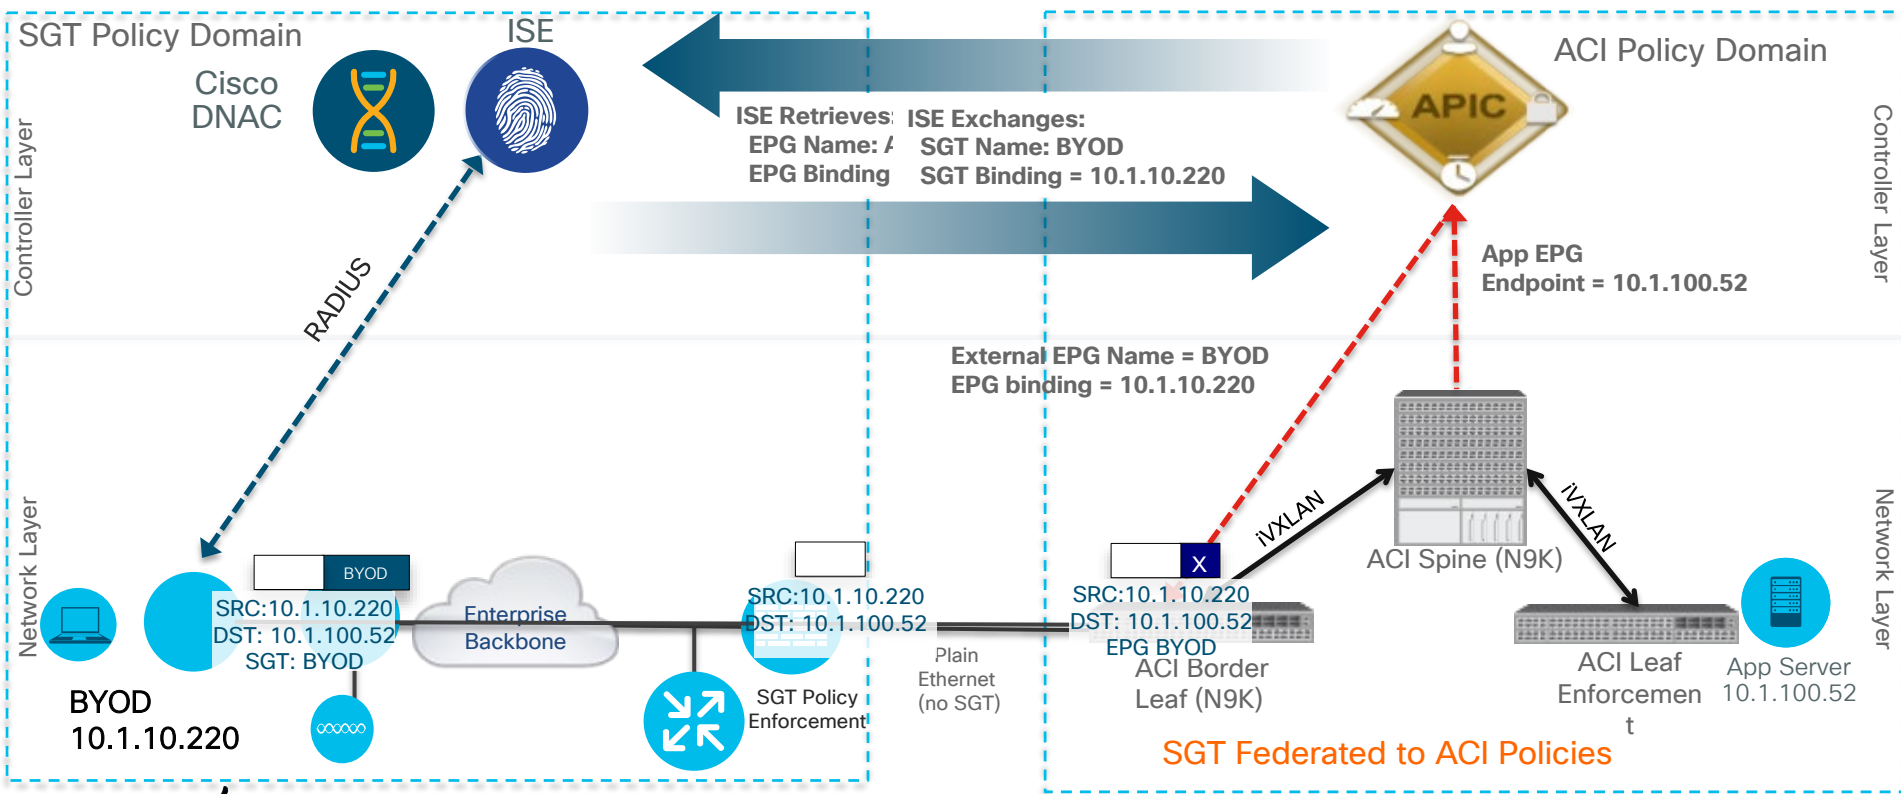 SGT Policy Domain
ISE
Cisco
DNAC
ACI Policy Domain
APIC
Controller Layer
Controller Layer
ISE Retrieves:
EPG Name: A
EPG Binding
ISE Exchanges:
SGT Name: BYOD
SGT Binding = 10.1.10.220
RADIUS
App EPG
Endpoint = 10.1.100.52
External EPG Name = BYOD
EPG binding = 10.1.10.220
iVXLAN
iVXLAN
ACI Spine (N9K)
Network Layer
Network Layer
BYOD
SRC:10.1.10.220
DST: 10.1.100.52
SGT: BYOD
Enterprise
Backbone
SRC:10.1.10.220
DST: 10.1.100.52
X
SRC:10.1.10.220
DST: 10.1.100.52
EPG BYOD
Plain
Ethernet
(no SGT)
ACI Border
Leaf (N9K)
ACI Leaf
Enforcemen
t
App Server
10.1.100.52
BYOD
10.1.10.220
SGT Policy
Enforcement
SGT Federated to ACI Policies